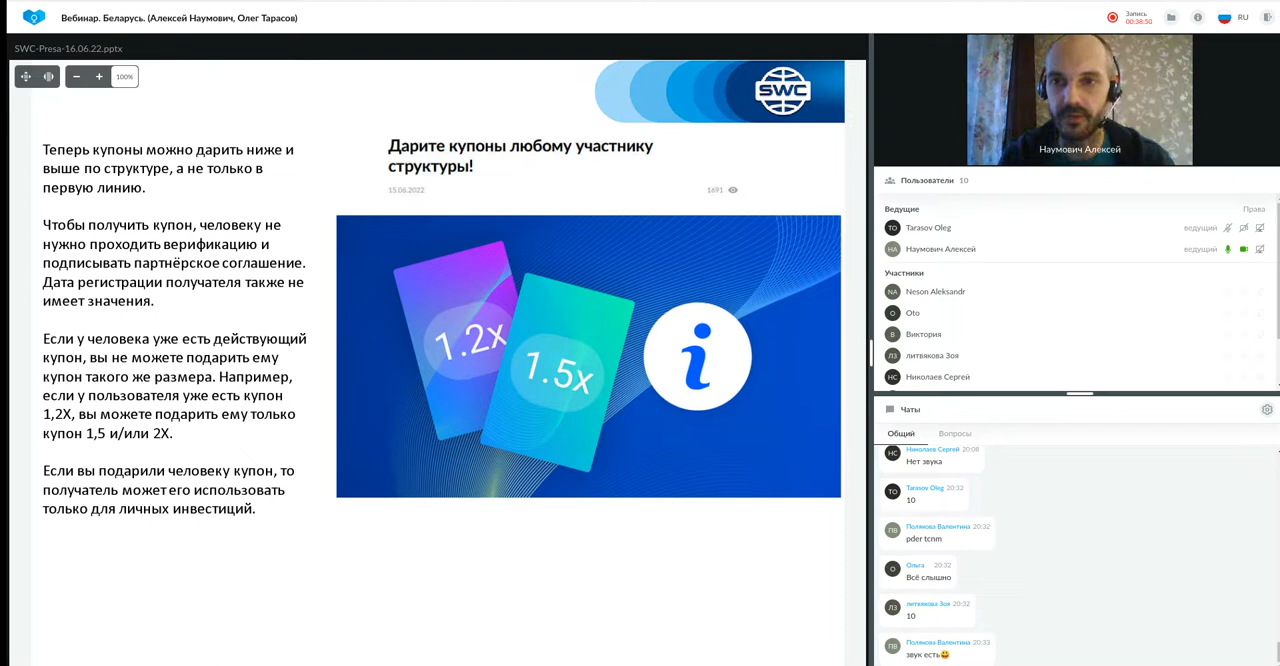 Вебинар. Беларусь. (Алексей Наумович, Олег Тарасов)
Запись
00:38:50
RU
SWC-Presa-16.06.22.pptx
100%
SWC
Теперь купоны можно дарить ниже и
выше по структуре, а не только в
первую линию.
Чтобы получить купон, человеку не
нужно проходить верификацию и
подписывать партнёрское соглашение.
Дата регистрации получателя также не
имеет значения.
Если у человека уже есть действующий
купон, вы не можете подарить ему
купон такого же размера. Например,
если у пользователя уже есть купон
1,2X, вы можете подарить ему только
купон 1,5 и/или 2X.
Если вы подарили человеку купон, то
получатель может его использовать
только для личных инвестиций.
Дарите купоны любому участнику
структуры!
15.06.2022
1691
1.2x
1.5x
i
Наумович Алексей
Пользователи 10
Ведущие
Права
TO Tarasov Oleg ведущий
НА Наумович Алексей ведущий
Участники
NA Neson Aleksandr
O Oto
В Виктория
ЛЗ литвякова Зоя
НС Николаев Сергей
Чаты
Общий Вопросы
НС Николаев Сергей 20:08
Нет звука
TO Tarasov Oleg 20:32
10
ПВ Полякова Валентина 20:32
pder tcnm
О Ольга 20:32
Всё слышно
ЛЗ литвякова Зоя 20:32
10
ПВ Полякова Валентина 20:33
звук есть😃